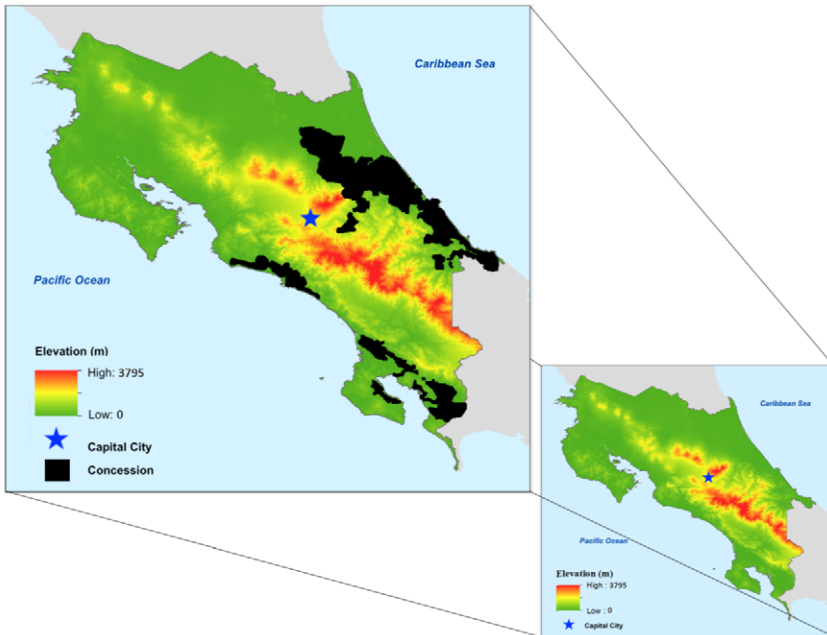 Caribbean Sea
Pacific Ocean
Elevation (m)
High: 3795
Low: 0
Capital City
Concession
Caribbean Sea
Pacific Ocean
Elevation (m)
High : 3795
Low : 0
Capital City